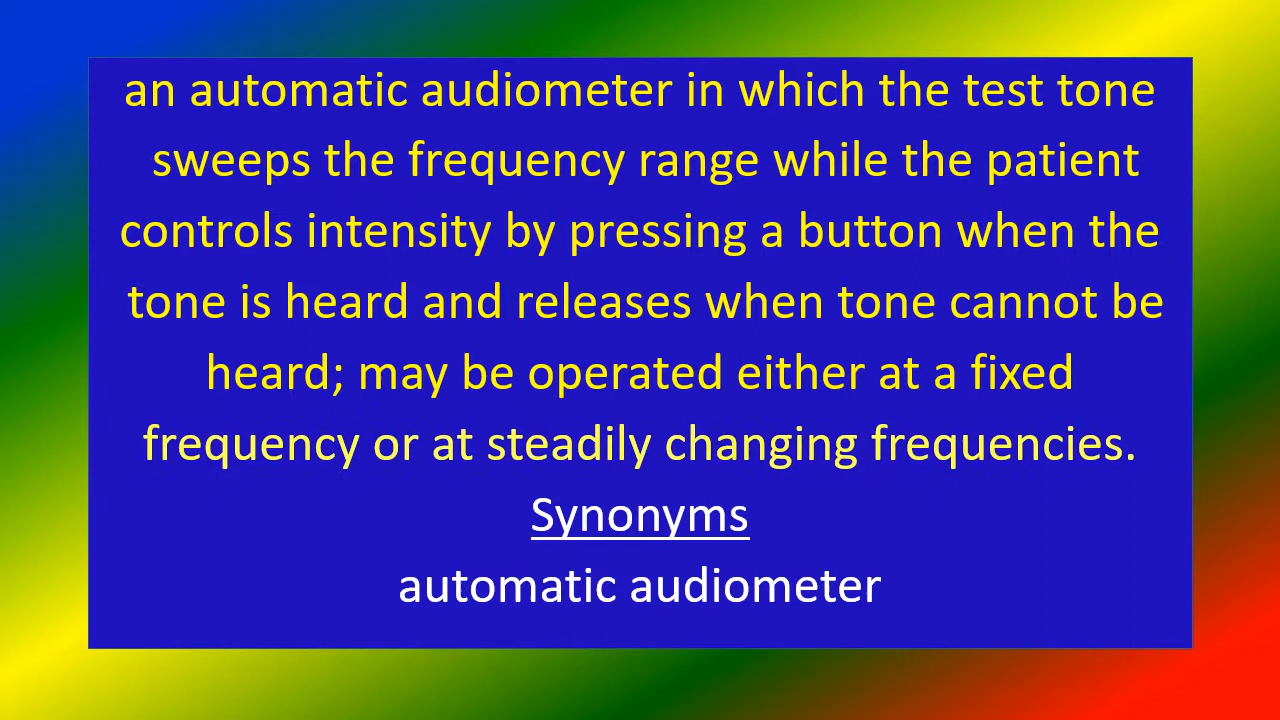 an automatic audiometer in which the test tone
sweeps the frequency range while the patient
controls intensity by pressing a button when the
tone is heard and releases when tone cannot be
heard; may be operated either at a fixed
frequency or at steadily changing frequencies.
Synonyms
automatic audiometer